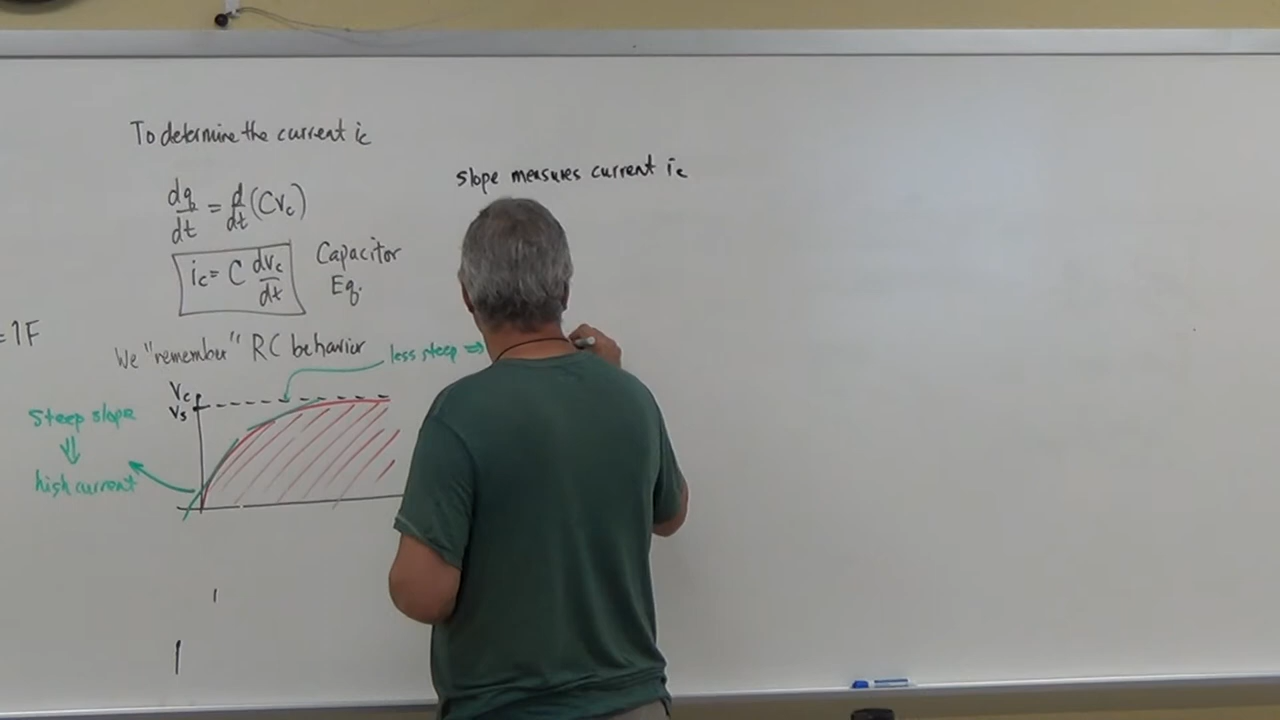 To determine the current ic
slope measures current ic
dq/dt = d/dt (Cvc)
ic = C dvc/dt
Capacitor
Eq.
= 1F
We "remember" RC behavior
less steep ⇒
Vc
Vs
Steep slope
⇓
high current